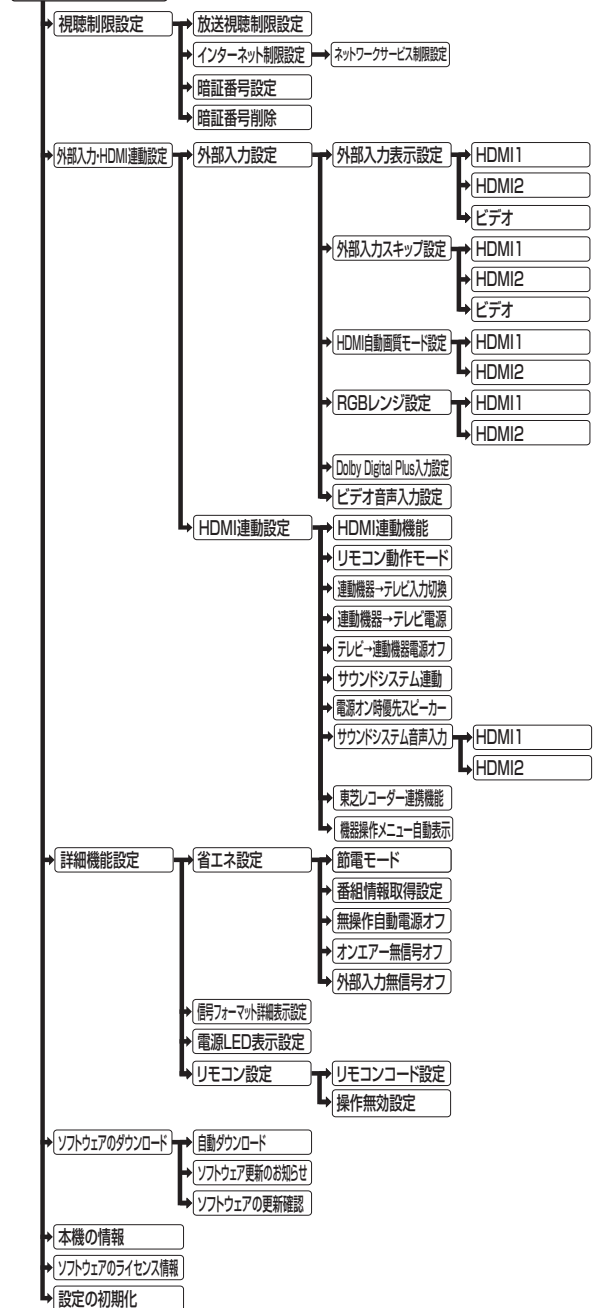 視聴制限設定
放送視聴制限設定
インターネット制限設定
ネットワークサービス制限設定
暗証番号設定
暗証番号削除
外部入力・HDMI連動設定
外部入力設定
外部入力表示設定
HDMI1
HDMI2
ビデオ
外部入力スキップ設定
HDMI1
HDMI2
ビデオ
HDMI自動画質モード設定
HDMI1
HDMI2
RGBレンジ設定
HDMI1
HDMI2
Dolby Digital Plus入力設定
ビデオ音声入力設定
HDMI連動設定
HDMI連動機能
リモコン動作モード
連動機器→テレビ入力切換
連動機器→テレビ電源
テレビ→連動機器電源オフ
サウンドシステム連動
電源オン時優先スピーカー
サウンドシステム音声入力
HDMI1
HDMI2
東芝レコーダー連携機能
機器操作メニュー自動表示
詳細機能設定
省エネ設定
節電モード
番組情報取得設定
無操作自動電源オフ
オンエアー無信号オフ
外部入力無信号オフ
信号フォーマット詳細表示設定
電源LED表示設定
リモコン設定
リモコンコード設定
操作無効設定
ソフトウェアのダウンロード
自動ダウンロード
ソフトウェア更新のお知らせ
ソフトウェアの更新確認
本機の情報
ソフトウェアのライセンス情報
設定の初期化